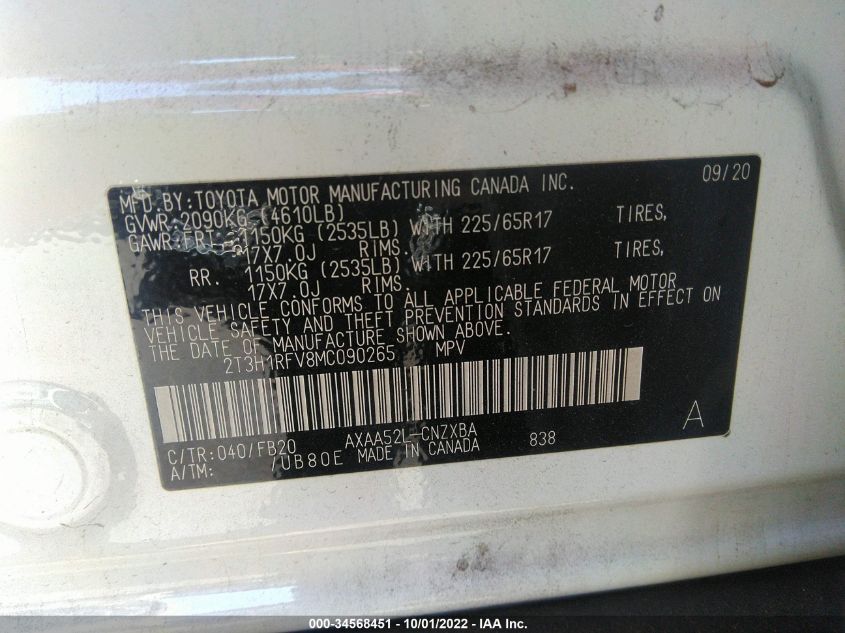 09/20
MFD BY:TOYOTA MOTOR MANUFACTURING CANADA INC.
GVWR 2090KG (4610LB)
GAWR:FRT 1150KG (2535LB) WITH 225/65R17 TIRES,
17X7.0J RIMS.
RR. 1150KG (2535LB) WITH 225/65R17 TIRES,
17X7.0J RIMS.
THIS VEHICLE CONFORMS TO ALL APPLICABLE FEDERAL MOTOR
VEHICLE SAFETY AND THEFT PREVENTION STANDARDS IN EFFECT ON
THE DATE OF MANUFACTURE SHOWN ABOVE.
2T3H1RFV8MC090265 MPV
A
C/TR:040/FB20 AXAA52L-CNZXBA
A/TM: /UB80E MADE IN CANADA 838
000-34568451 - 10/01/2022 - IAA Inc.